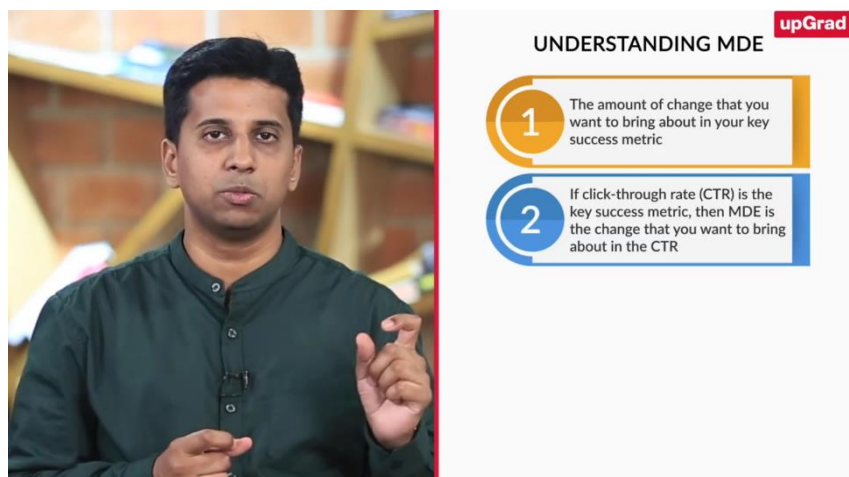 upGrad
UNDERSTANDING MDE
1
The amount of change that you
want to bring about in your key
success metric
2
If click-through rate (CTR) is the
key success metric, then MDE is
the change that you want to bring
about in the CTR